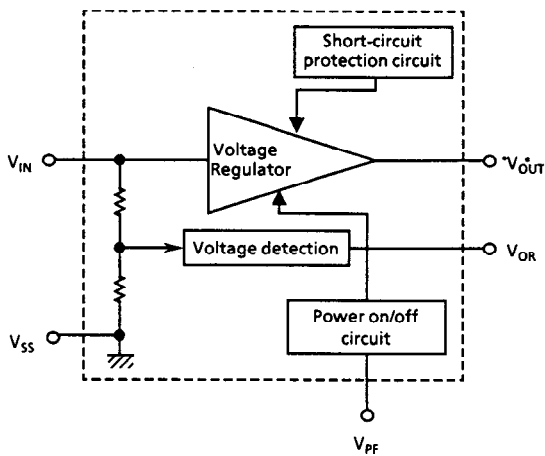 Short-circuit
protection circuit
Voltage
Regulator
VIN
"VOUT"
Voltage detection
VOR
Power on/off
circuit
VSS
VPF